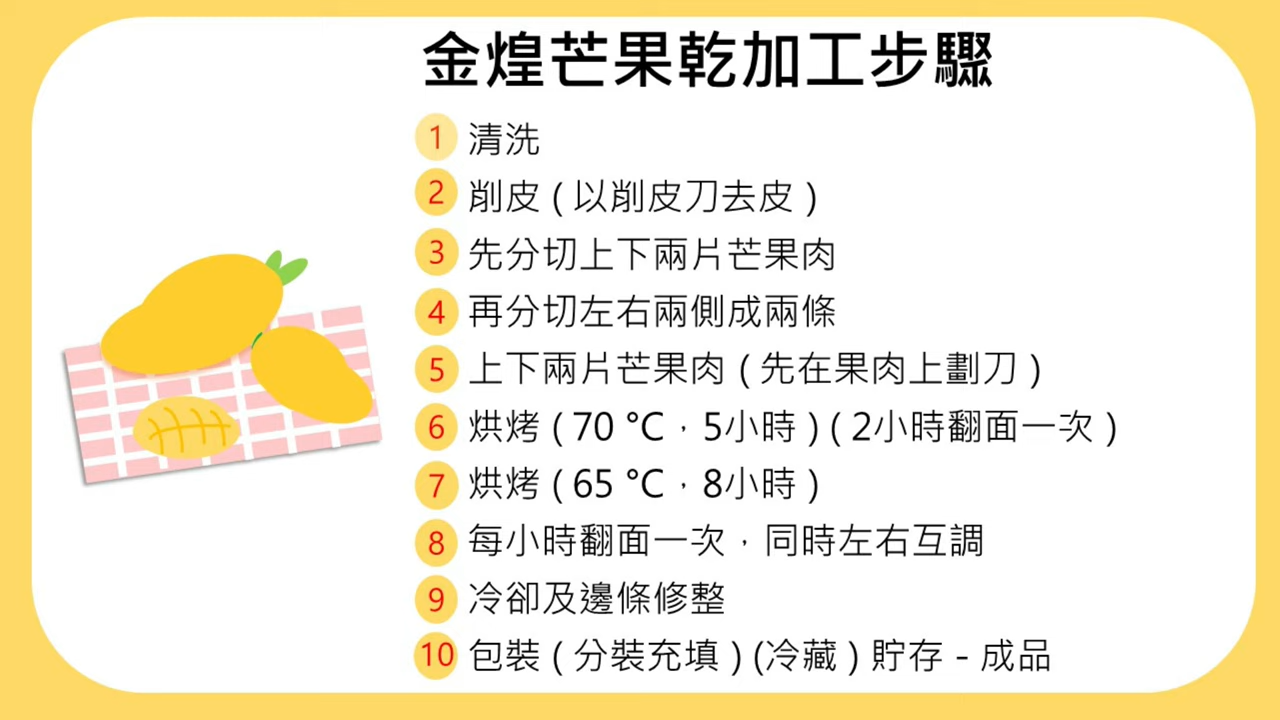 金煌芒果乾加工步驟
1 清洗
2 削皮 ( 以削皮刀去皮 )
3 先分切上下兩片芒果肉
4 再分切左右兩側成兩條
5 上下兩片芒果肉 ( 先在果肉上劃刀 )
6 烘烤 ( 70 °C，5小時 ) ( 2小時翻面一次 )
7 烘烤 ( 65 °C，8小時 )
8 每小時翻面一次，同時左右互調
9 冷卻及邊條修整
10 包裝 ( 分裝充填 ) (冷藏 ) 貯存 - 成品